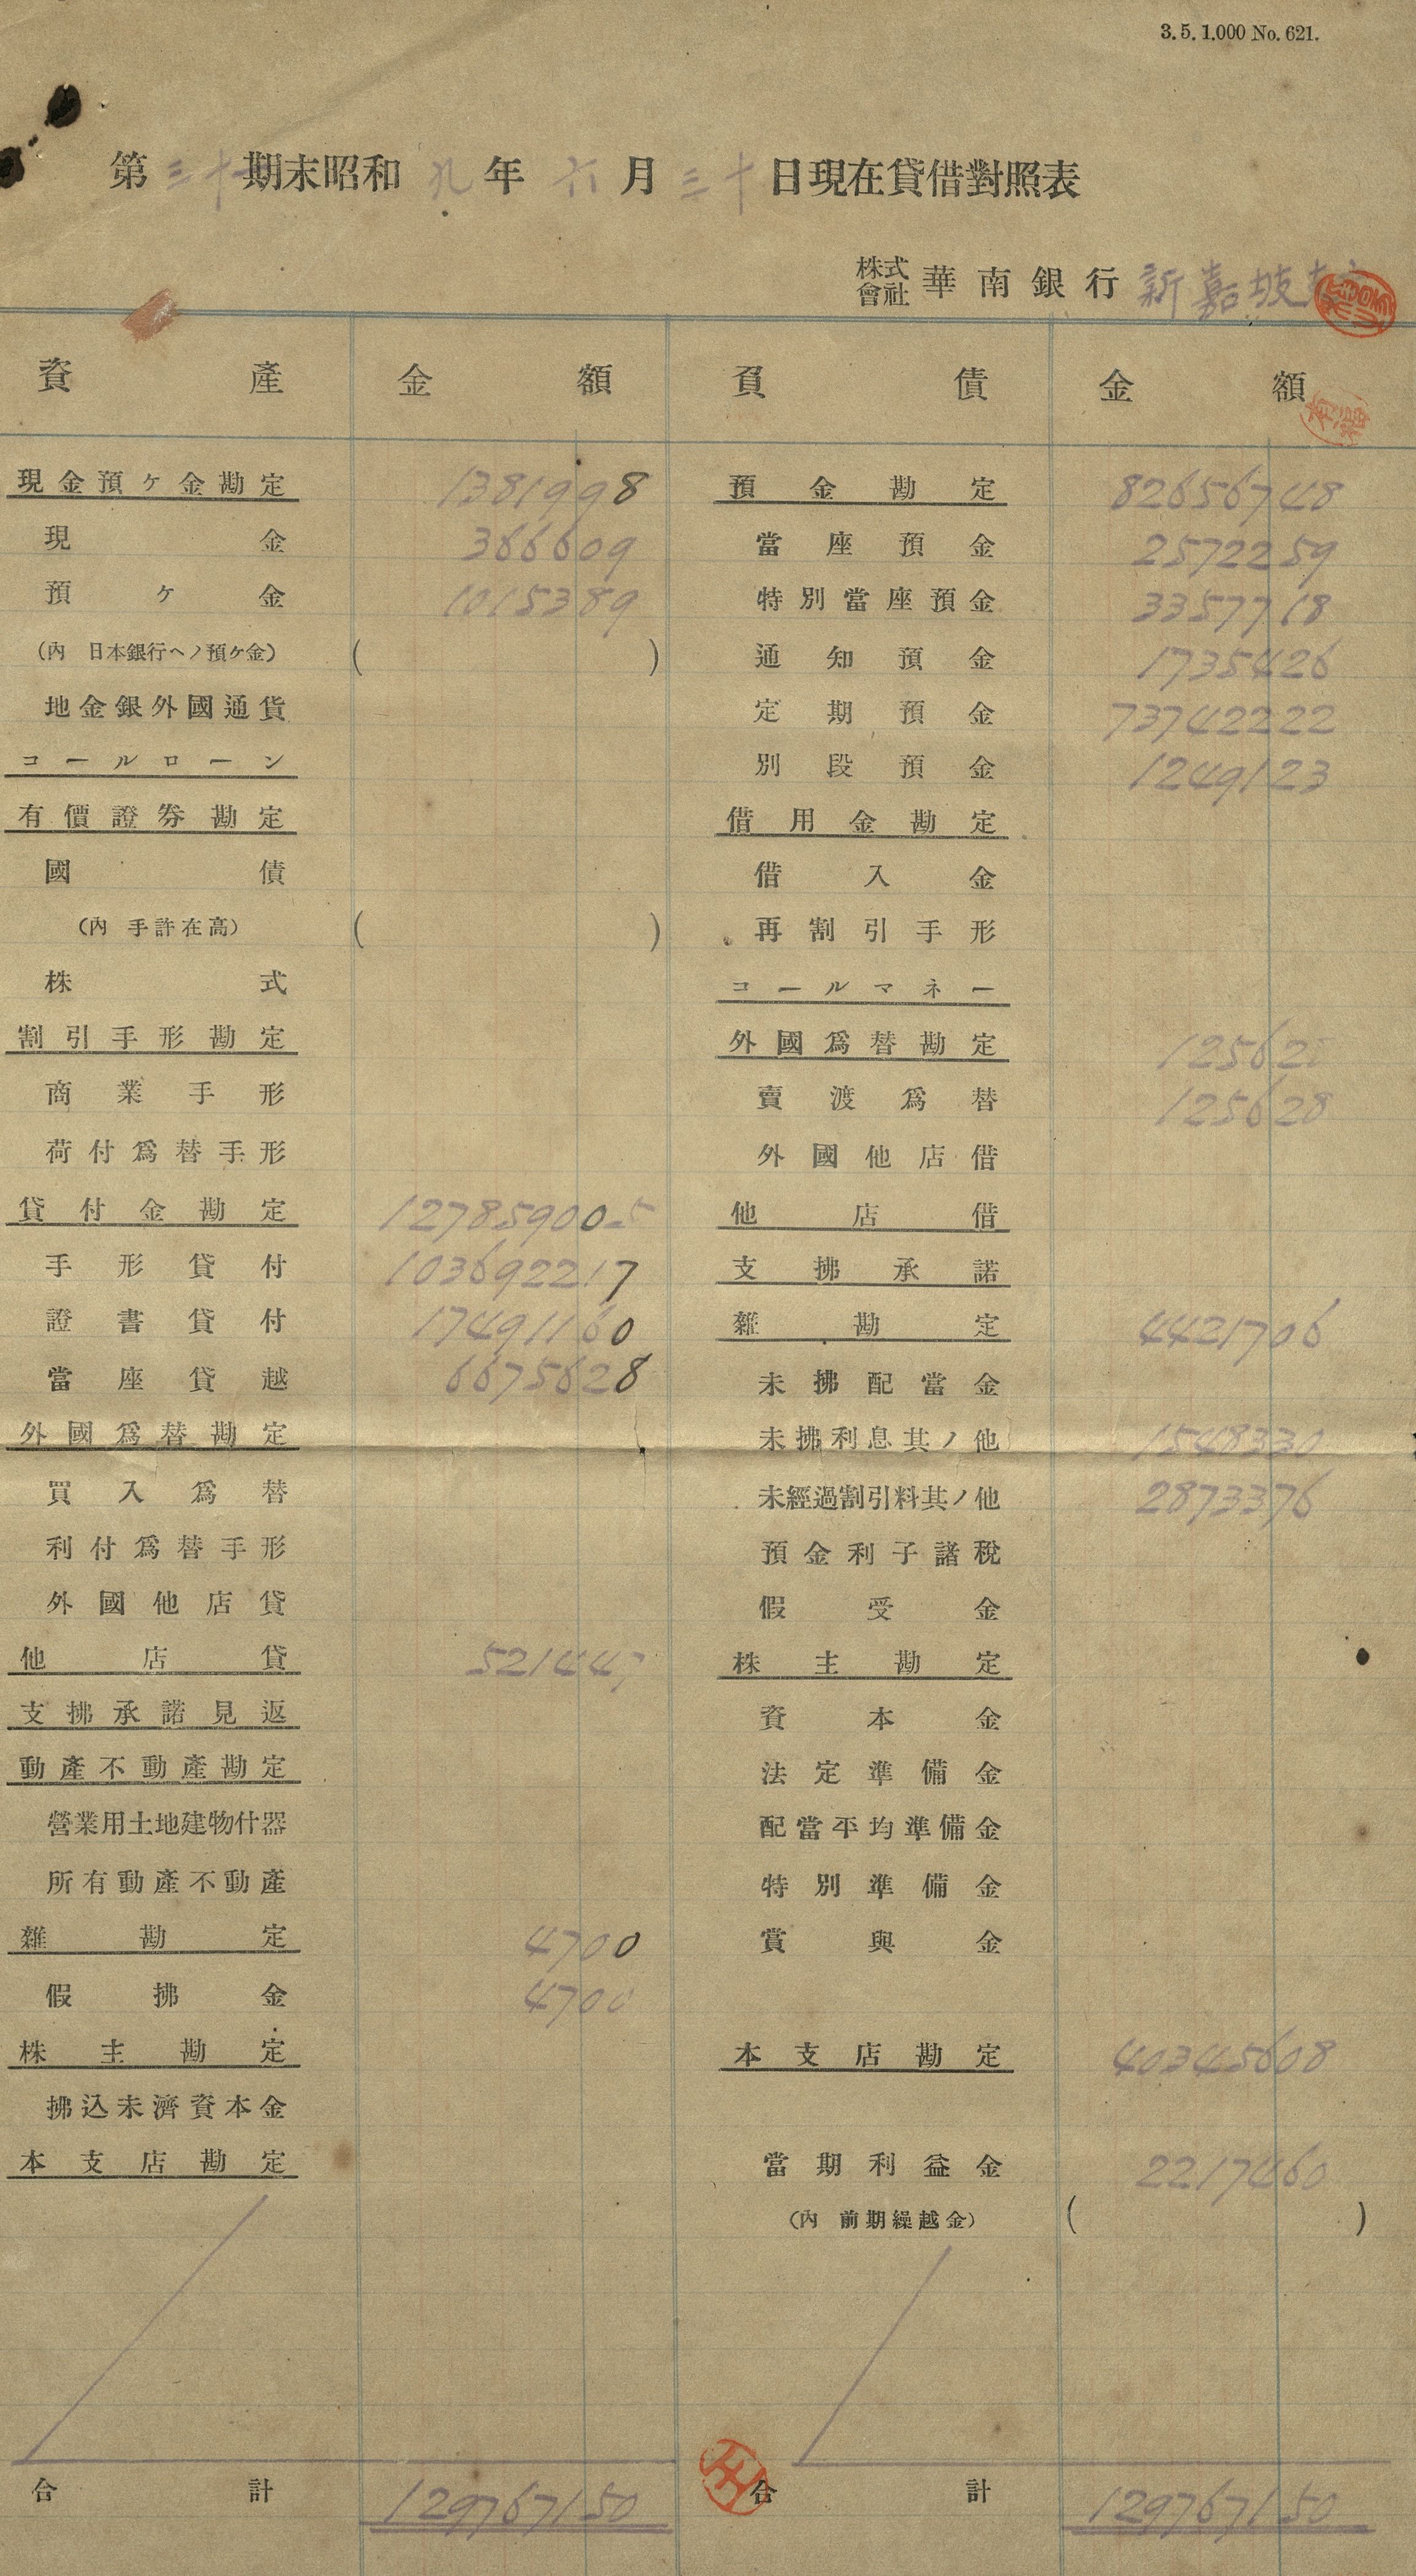 3.5.1.000 No.621.
第三十一期末昭和九年六月三十日現在貸借對照表
株式會社 華南銀行 新嘉坡支
資產 金額 負債 金額
現金預ケ金勘定 1381998 預金勘定 82656748
現金 366609 當座預金 2572259
預ケ金 1015389 特別當座預金 3357718
(內 日本銀行ヘノ預ケ金) ( ) 通知預金 1735426
地金銀外國通貨 定期預金 73742222
コールローン 別段預金 1249123
有價證券勘定 借用金勘定
國債 借入金
(內 手許在高) ( ) 再割引手形
株式 コールマネー
割引手形勘定 外國爲替勘定 125628
商業手形 賣渡爲替 125628
荷付爲替手形 外國他店借
貸付金勘定 127859005 他店借
手形貸付 103692217 支拂承諾
證書貸付 17491160 雜勘定 4421706
當座貸越 6675628 未拂配當金
外國爲替勘定 未拂利息其ノ他 1548330
買入爲替 未經過割引料其ノ他 2873376
利付爲替手形 預金利子諸稅
外國他店貸 假受金
他店貸 521447 株主勘定
支拂承諾見返 資本金
動產不動產勘定 法定準備金
營業用土地建物什器 配當平均準備金
所有動產不動產 特別準備金
雜勘定 4700 賞與金
假拂金 4700
株主勘定 本支店勘定 40345608
拂込未濟資本金
本支店勘定 當期利益金 2217460
(內 前期繰越金) ( )
合計 129767150 合計 129767150